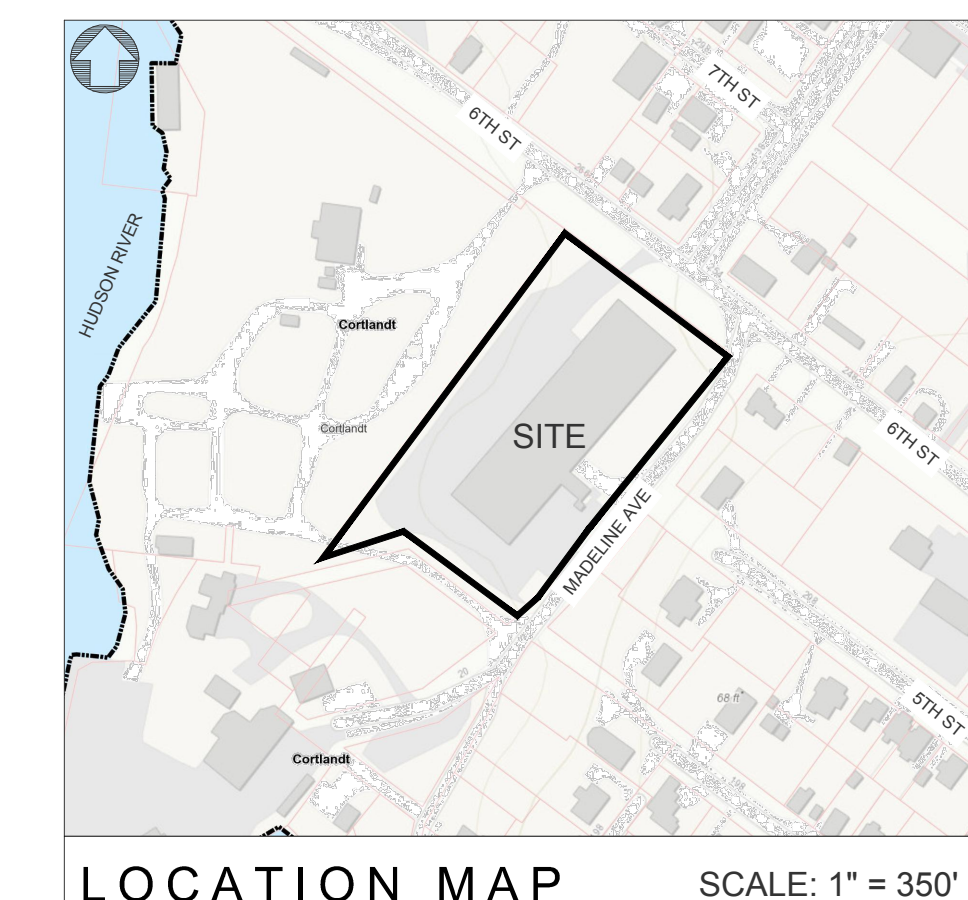 7TH ST
6TH ST
HUDSON RIVER
Cortlandt
Cortlandt
SITE
6TH ST
MADELINE AVE
68 ft
5TH ST
20
Cortlandt
LOCATION MAP
SCALE: 1" = 350'